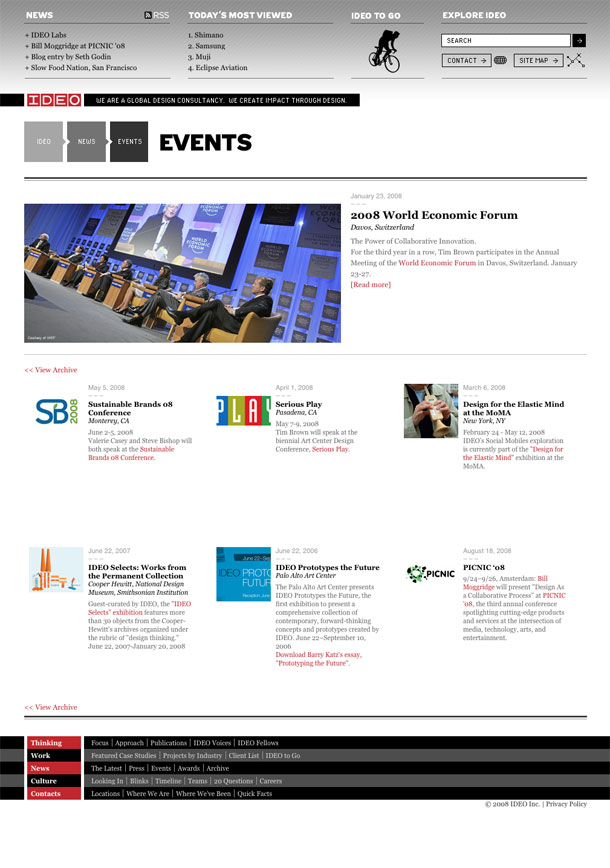 NEWS
RSS
+ IDEO Labs
+ Bill Moggridge at PICNIC '08
+ Blog entry by Seth Godin
+ Slow Food Nation, San Francisco
TODAY'S MOST VIEWED
1. Shimano
2. Samsung
3. Muji
4. Eclipse Aviation
IDEO TO GO
EXPLORE IDEO
SEARCH
CONTACT
SITE MAP
IDEO
WE ARE A GLOBAL DESIGN CONSULTANCY. WE CREATE IMPACT THROUGH DESIGN.
IDEO
NEWS
EVENTS
EVENTS
WORLD
ECONOMIC
FORUM
Courtesy of WEF
January 23, 2008
2008 World Economic Forum
Davos, Switzerland
The Power of Collaborative Innovation.
For the third year in a row, Tim Brown participates in the Annual
Meeting of the World Economic Forum in Davos, Switzerland. January
23-27.
[Read more]
<< View Archive
SB 2008
May 5, 2008
Sustainable Brands 08
Conference
Monterey, CA
June 2-5, 2008
Valerie Casey and Steve Bishop will
both speak at the Sustainable
Brands 08 Conference.
PLAY
April 1, 2008
Serious Play
Pasadena, CA
May 7-9, 2008
Tim Brown will speak at the
biennial Art Center Design
Conference, Serious Play.
March 6, 2008
Design for the Elastic Mind
at the MoMA
New York, NY
February 24 - May 12, 2008
IDEO's Social Mobiles exploration
is currently part of the "Design for
the Elastic Mind" exhibition at the
MoMA.
June 22, 2007
IDEO Selects: Works from
the Permanent Collection
Cooper Hewitt, National Design
Museum, Smithsonian Institution
Guest-curated by IDEO, the "IDEO
Selects" exhibition features more
than 30 objects from the Cooper-
Hewitt's archives organized under
the rubric of "design thinking."
June 22, 2007-January 20, 2008
IDEO PROTO
FUTUR
June 22, 2006
IDEO Prototypes the Future
Palo Alto Art Center
The Palo Alto Art Center presents
IDEO Prototypes the Future, the
first exhibition to present a
comprehensive collection of
contemporary, forward-thinking
concepts and prototypes created by
IDEO. June 22–September 10,
2006
Download Barry Katz's essay,
"Prototyping the Future".
PICNIC
August 18, 2008
PICNIC '08
9/24–9/26, Amsterdam: Bill
Moggridge will present "Design As
a Collaborative Process" at PICNIC
'08, the third annual conference
spotlighting cutting-edge products
and services at the intersection of
media, technology, arts, and
entertainment.
<< View Archive
Thinking
Focus | Approach | Publications | IDEO Voices | IDEO Fellows
Work
Featured Case Studies | Projects by Industry | Client List | IDEO to Go
News
The Latest | Press | Events | Awards | Archive
Culture
Looking In | Blinks | Timeline | Teams | 20 Questions | Careers
Contacts
Locations | Where We Are | Where We've Been | Quick Facts
© 2008 IDEO Inc. | Privacy Policy